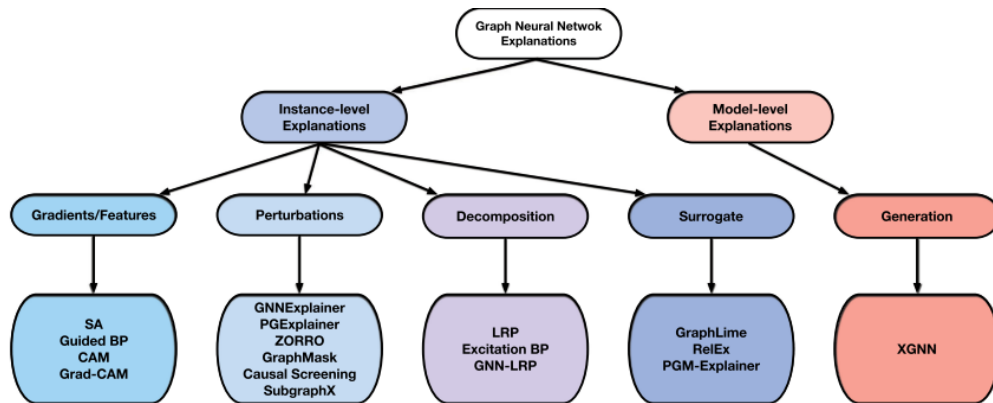 Graph Neural Netwok
Explanations
Instance-level
Explanations
Model-level
Explanations
Gradients/Features
Perturbations
Decomposition
Surrogate
Generation
SA
Guided BP
CAM
Grad-CAM
GNNExplainer
PGExplainer
ZORRO
GraphMask
Causal Screening
SubgraphX
LRP
Excitation BP
GNN-LRP
GraphLime
RelEx
PGM-Explainer
XGNN